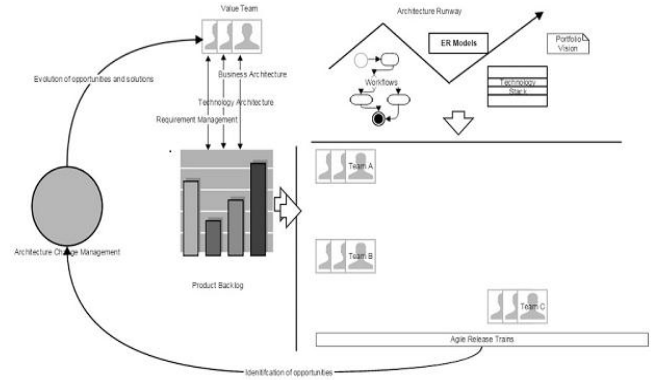 Value Team
Architecture Runway
ER Models
Portfolio
Vision
Evolution of opportunities and solutions
Business Architecture
Workflows
Technology
Stack
Technology Architecture
Requirement Management
Team A
Architecture Change Management
Team B
Product Backlog
Team C
Agile Release Trains
Identifcation of opportunities